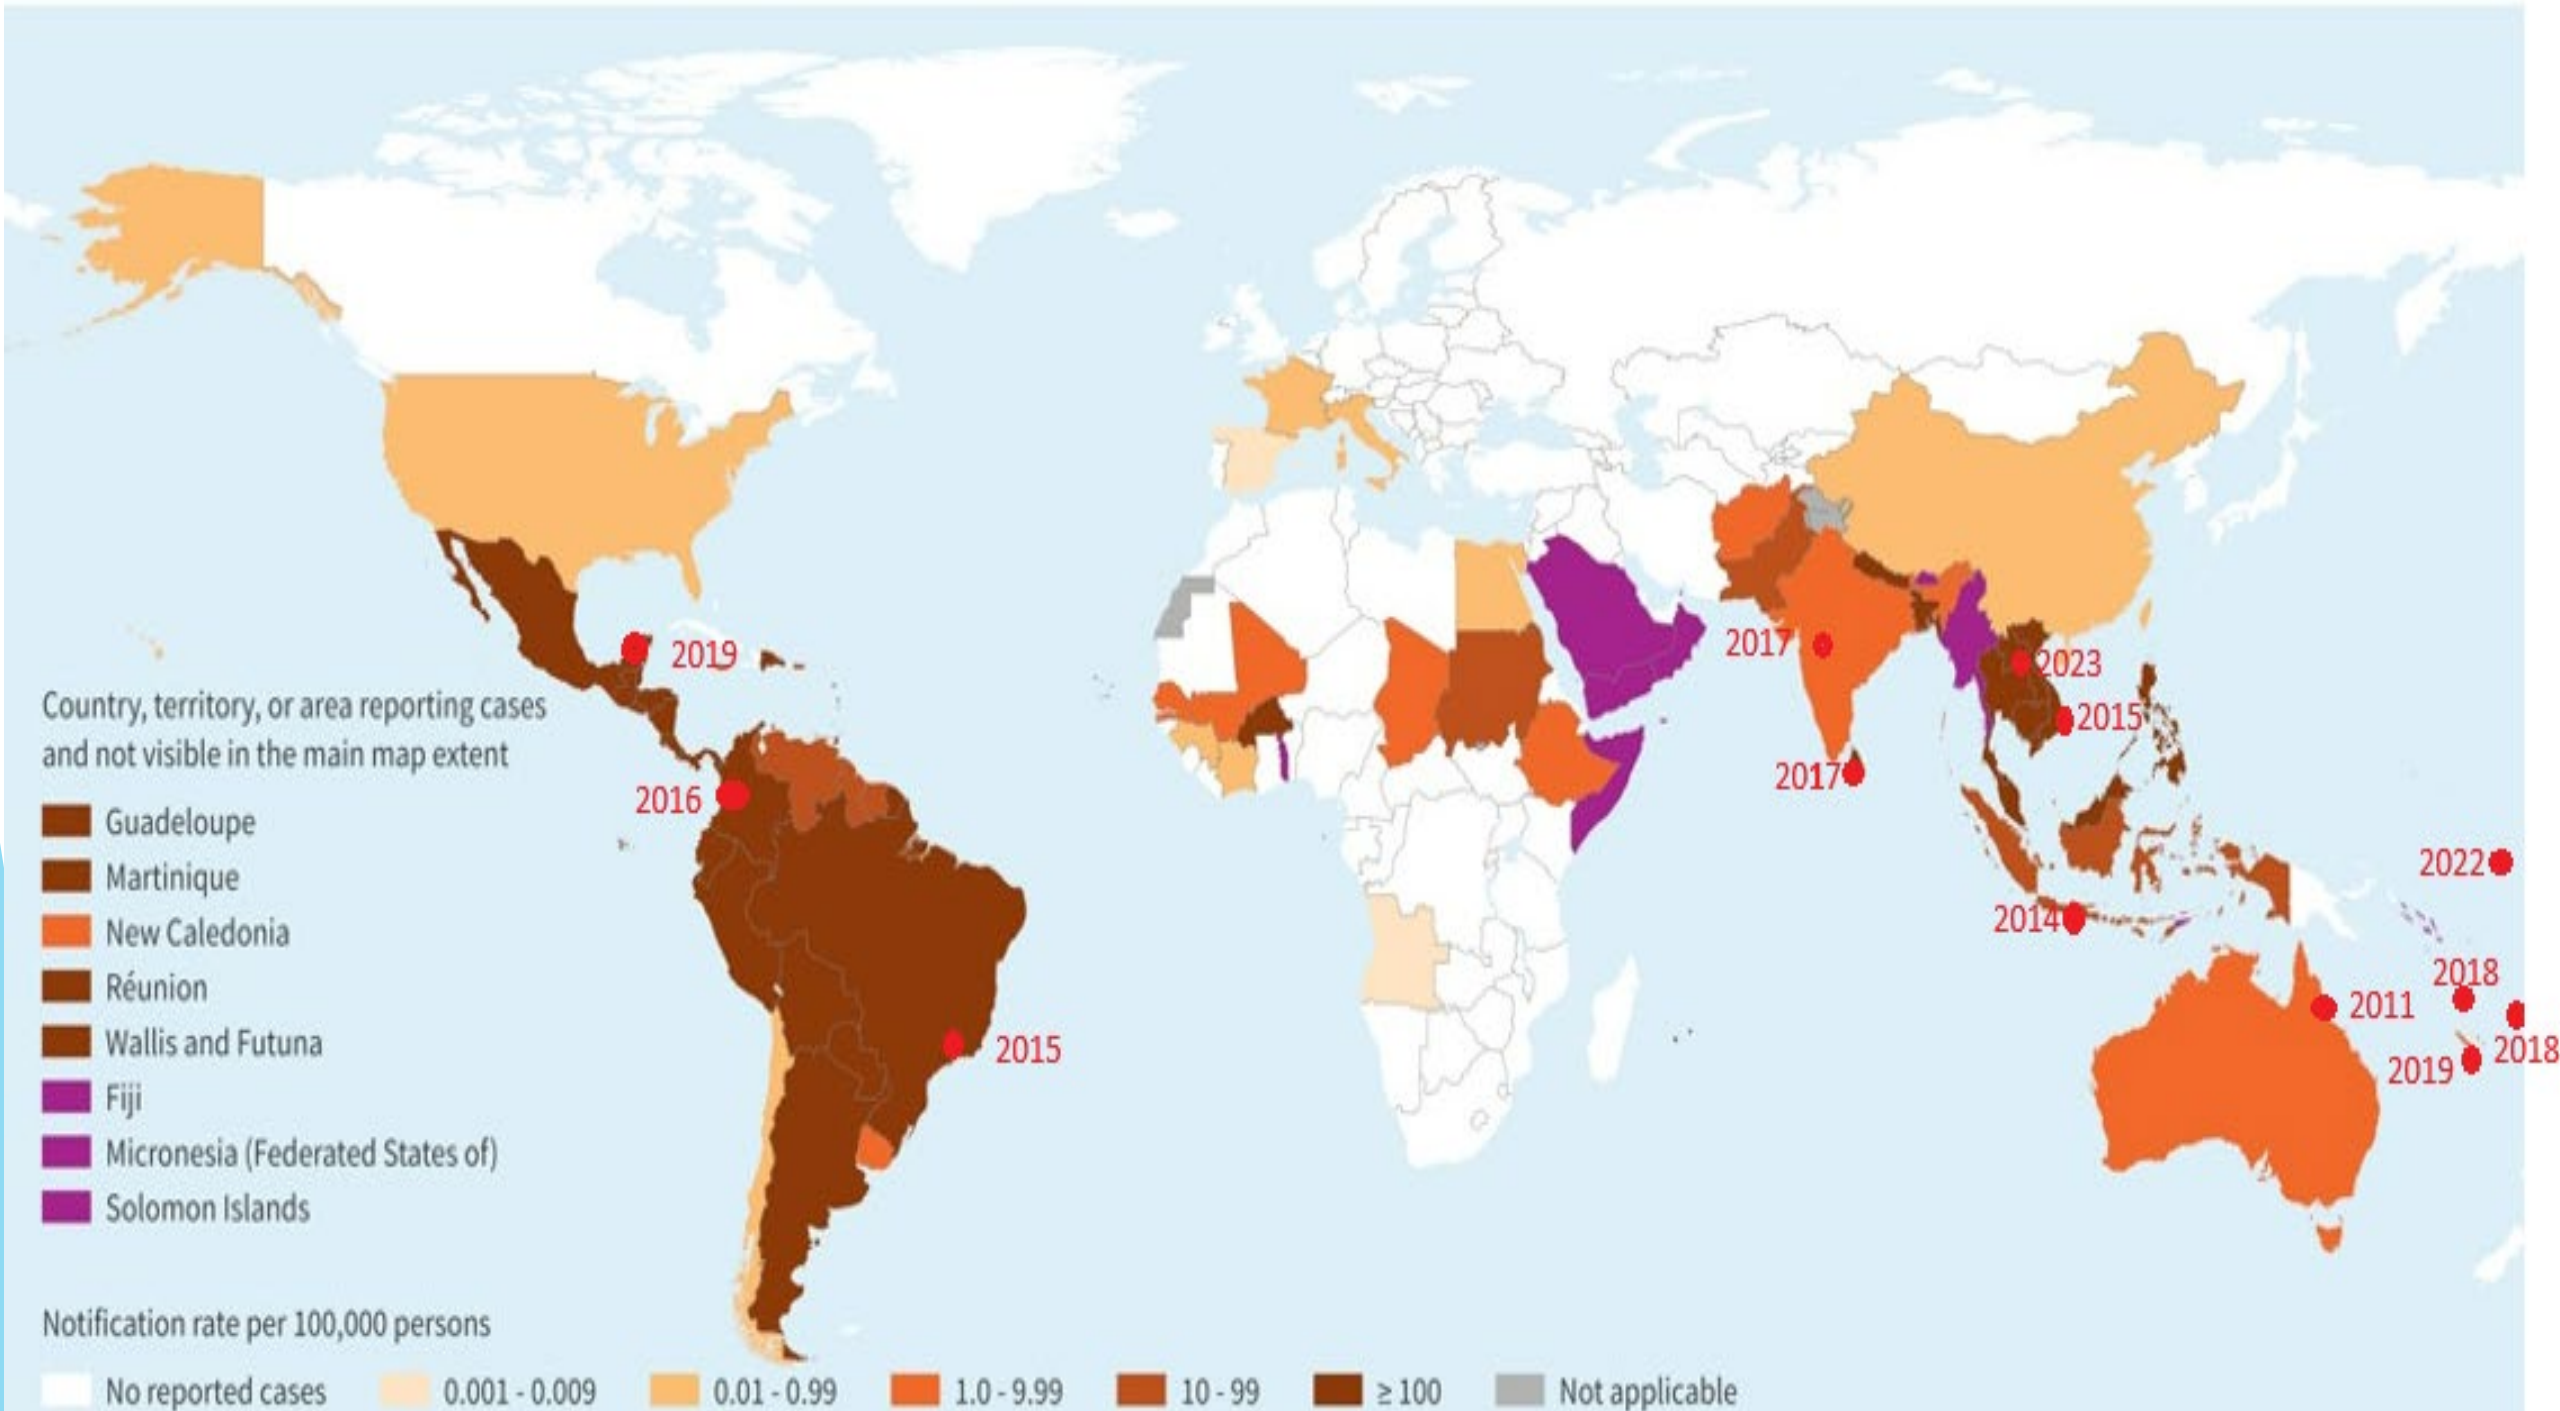 2019
2017
2023
2015
2017
2016
2022
2014
2018
2011
2018
2019
2015
Country, territory, or area reporting cases
and not visible in the main map extent
Guadeloupe
Martinique
New Caledonia
Réunion
Wallis and Futuna
Fiji
Micronesia (Federated States of)
Solomon Islands
Notification rate per 100,000 persons
No reported cases
0.001 - 0.009
0.01 - 0.99
1.0 - 9.99
10 - 99
≥ 100
Not applicable